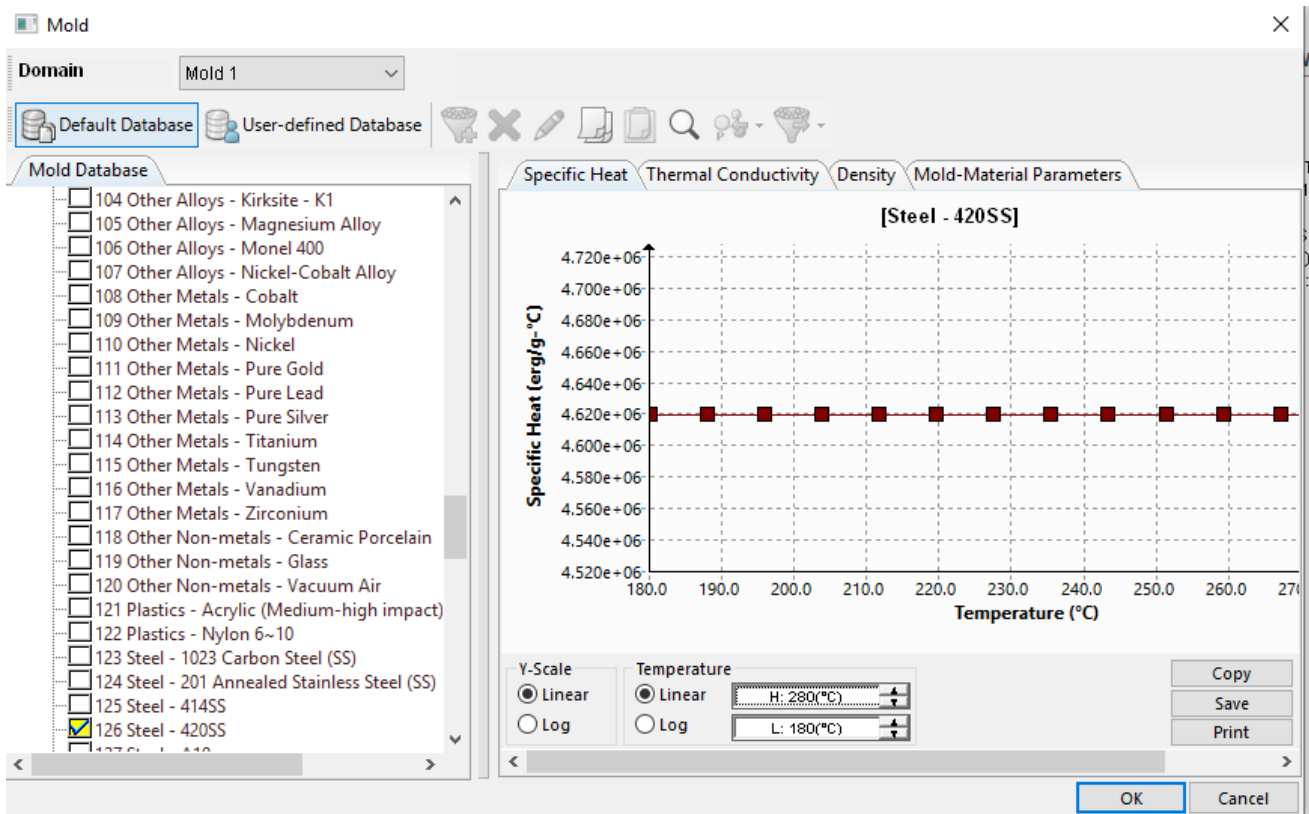 Mold
Domain Mold 1
Default Database User-defined Database
Mold Database
104 Other Alloys - Kirksite - K1
105 Other Alloys - Magnesium Alloy
106 Other Alloys - Monel 400
107 Other Alloys - Nickel-Cobalt Alloy
108 Other Metals - Cobalt
109 Other Metals - Molybdenum
110 Other Metals - Nickel
111 Other Metals - Pure Gold
112 Other Metals - Pure Lead
113 Other Metals - Pure Silver
114 Other Metals - Titanium
115 Other Metals - Tungsten
116 Other Metals - Vanadium
117 Other Metals - Zirconium
118 Other Non-metals - Ceramic Porcelain
119 Other Non-metals - Glass
120 Other Non-metals - Vacuum Air
121 Plastics - Acrylic (Medium-high impact)
122 Plastics - Nylon 6~10
123 Steel - 1023 Carbon Steel (SS)
124 Steel - 201 Annealed Stainless Steel (SS)
125 Steel - 414SS
126 Steel - 420SS
Specific Heat Thermal Conductivity Density Mold-Material Parameters
[Steel - 420SS]
Specific Heat (erg/g-°C)
4.720e+06
4.700e+06
4.680e+06
4.660e+06
4.640e+06
4.620e+06
4.600e+06
4.580e+06
4.560e+06
4.540e+06
4.520e+06
180.0 190.0 200.0 210.0 220.0 230.0 240.0 250.0 260.0
Temperature (°C)
Y-Scale
Linear
Log
Temperature
Linear H: 280(°C)
Log L: 180(°C)
Copy
Save
Print
OK Cancel